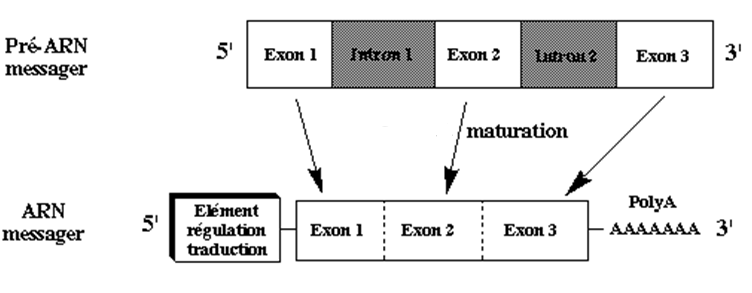 Pré-ARN
messager
5'
Exon 1
Intron 1
Exon 2
Intron 2
Exon 3
3'
maturation
ARN
messager
5'
Elément
régulation
traduction
Exon 1
Exon 2
Exon 3
PolyA
AAAAAAA
3'